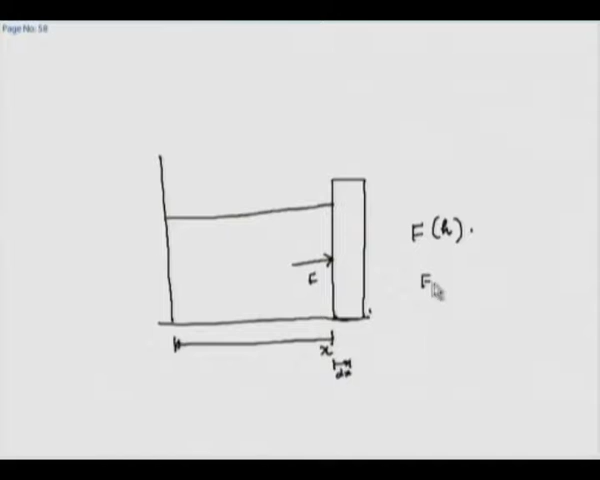 Page No: 58
F (h).
F
F
x
dx